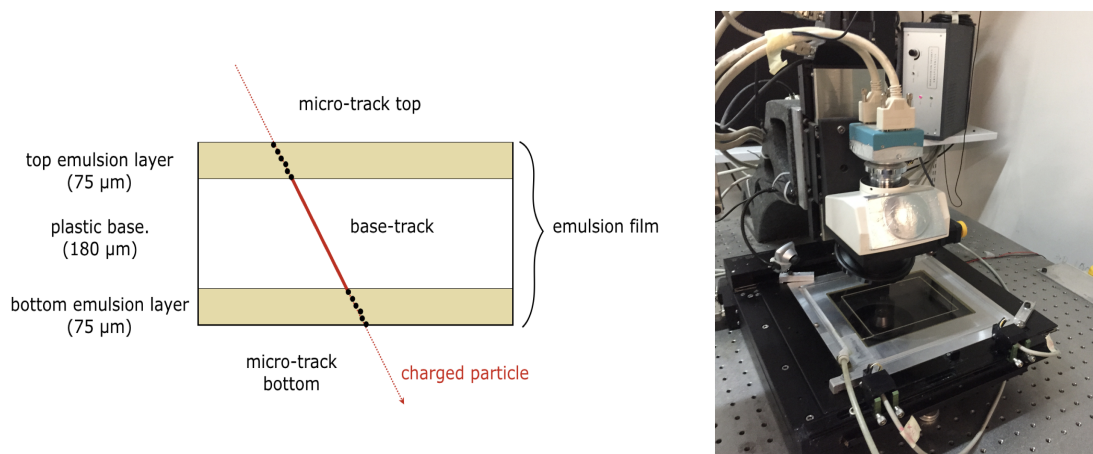 micro-track top
top emulsion layer
(75 µm)
plastic base.
(180 µm)
base-track
emulsion film
bottom emulsion layer
(75 µm)
micro-track
bottom
charged particle